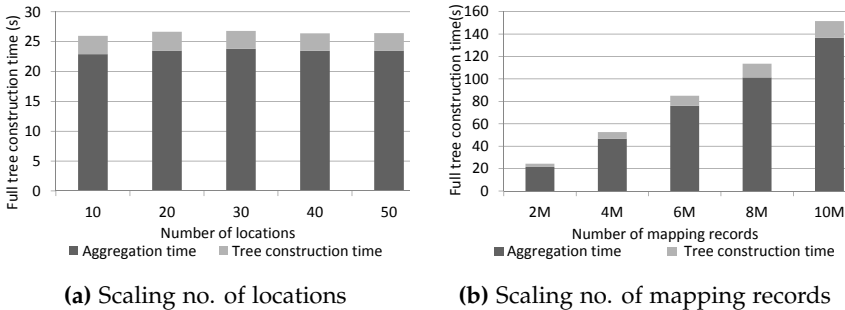 Full tree construction time (s)
30
25
20
15
10
5
0
10 20 30 40 50
Number of locations
Aggregation time Tree construction time
(a) Scaling no. of locations
Full tree construction time(s)
160
140
120
100
80
60
40
20
0
2M 4M 6M 8M 10M
Number of mapping records
Aggregation time Tree construction time
(b) Scaling no. of mapping records